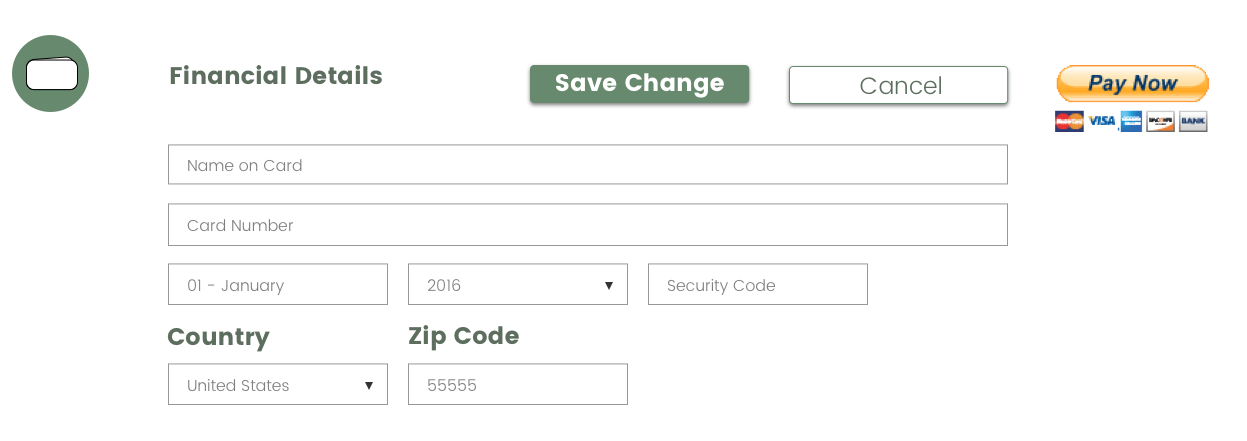 Financial Details
Save Change
Cancel
Pay Now
VISA
BANK
Name on Card
Card Number
01 - January
2016
Security Code
Country
Zip Code
United States
55555